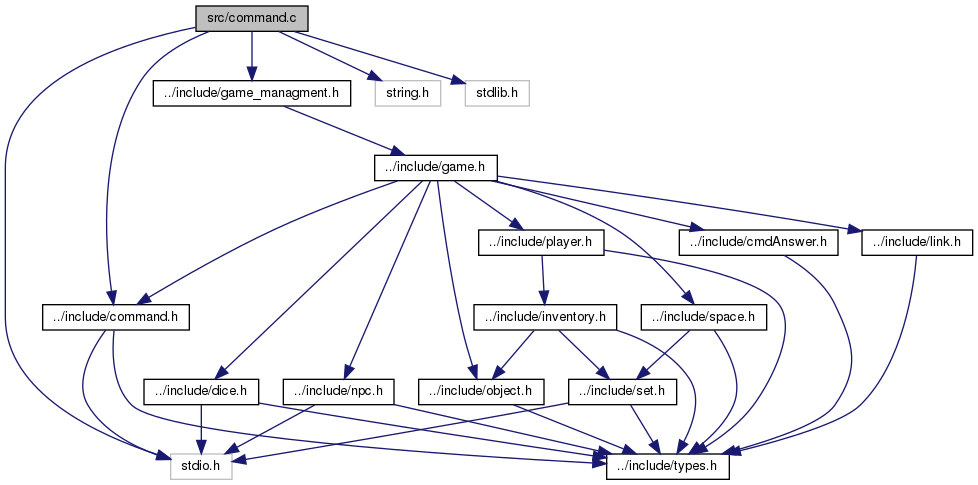 src/command.c
../include/game_managment.h
string.h
stdlib.h
../include/game.h
../include/player.h
../include/cmdAnswer.h
../include/link.h
../include/command.h
../include/inventory.h
../include/space.h
../include/dice.h
../include/npc.h
../include/object.h
../include/set.h
stdio.h
../include/types.h